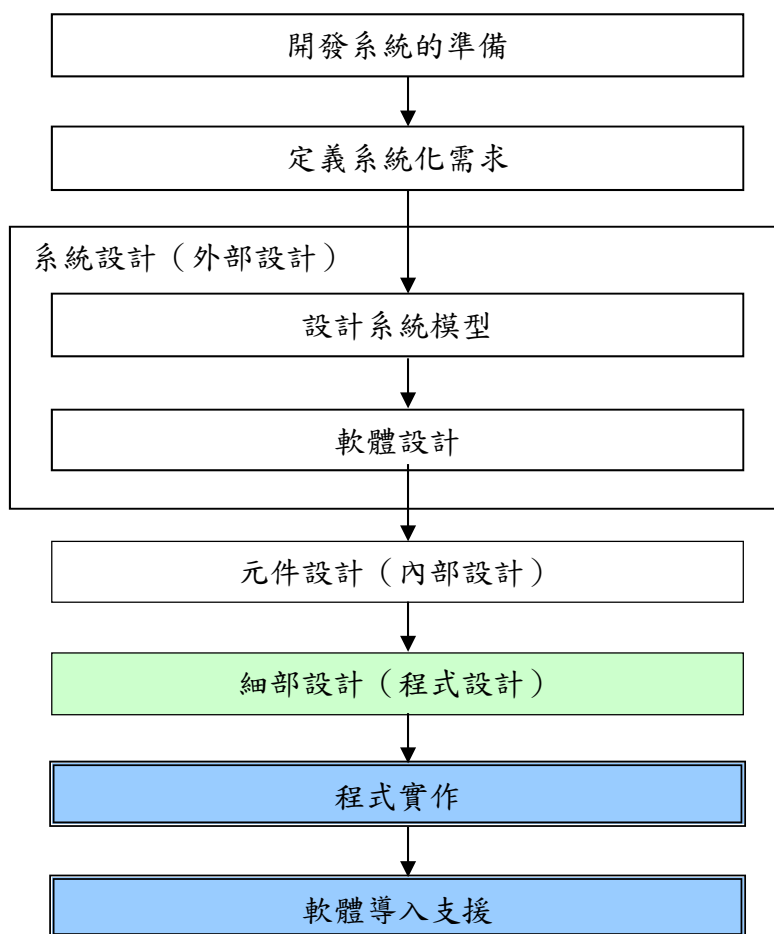 開發系統的準備
定義系統化需求
系統設計（外部設計）
設計系統模型
軟體設計
元件設計（內部設計）
細部設計（程式設計）
程式實作
軟體導入支援